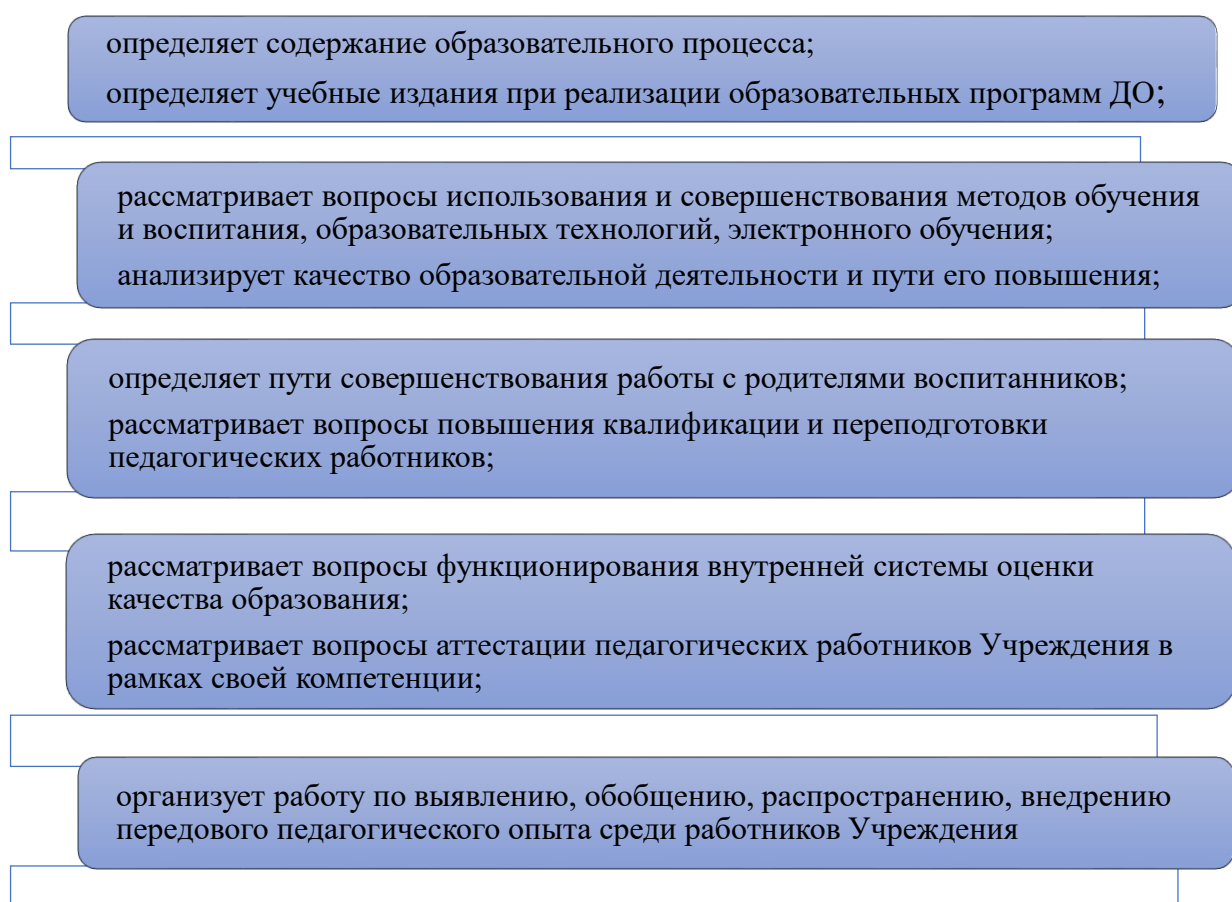 определяет содержание образовательного процесса;
определяет учебные издания при реализации образовательных программ ДО;
рассматривает вопросы использования и совершенствования методов обучения
и воспитания, образовательных технологий, электронного обучения;
анализирует качество образовательной деятельности и пути его повышения;
определяет пути совершенствования работы с родителями воспитанников;
рассматривает вопросы повышения квалификации и переподготовки
педагогических работников;
рассматривает вопросы функционирования внутренней системы оценки
качества образования;
рассматривает вопросы аттестации педагогических работников Учреждения в
рамках своей компетенции;
организует работу по выявлению, обобщению, распространению, внедрению
передового педагогического опыта среди работников Учреждения